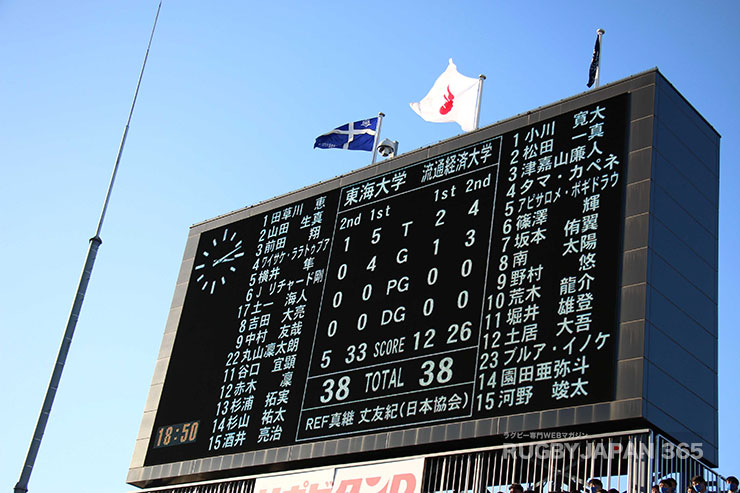 東海大学 流通経済大学
2nd 1st 1st 2nd
1 5 T 2 4
0 4 G 1 3
0 0 PG 0 0
0 0 DG 0 0
5 33 SCORE 12 26
38 TOTAL 38
REF真継 丈友紀(日本協会)
1 田草川 恵
2 山田 生真
3 前田 翔
4 ワイサケ・ララトゥブア
5 横井 隼
6 J リチャード剛
17 土一 海人
8 吉田 大亮
9 中村 友哉
22 丸山 凜太朗
11 谷口 宜顕
12 赤木 凜
13 杉浦 拓実
14 杉山 祐太
15 酒井 亮治
18:50
1 小川 寛大
2 松田 一真
3 津嘉山 廉人
4 タマ・カペネ
5 アピサロメ・ボギドラウ
6 篠澤 輝
7 坂本 侑翼
8 南 太陽
9 野村 悠
10 荒木 龍介
11 堀井 雄登
12 土居 大吾
23 ブルア・イノケ
14 園田 亜弥斗
15 河野 竣太
ラグビー専門WEBマガジン
RUGBYJAPAN 365